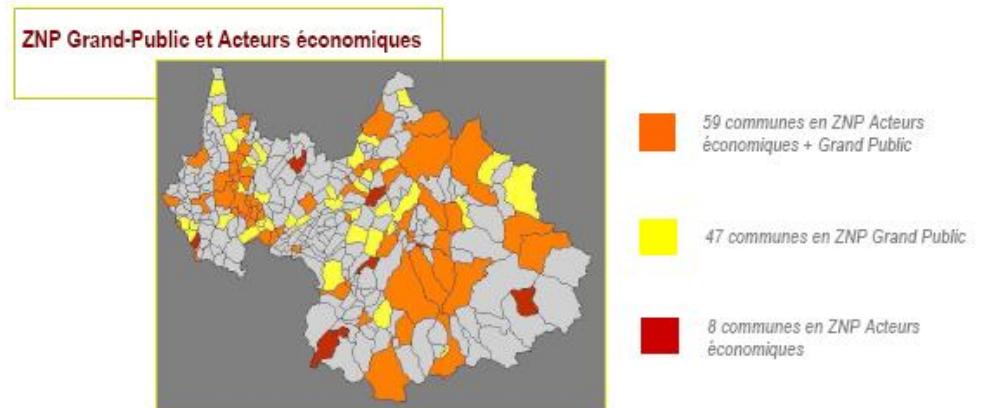 ZNP Grand-Public et Acteurs économiques
59 communes en ZNP Acteurs
économiques + Grand Public
47 communes en ZNP Grand Public
8 communes en ZNP Acteurs
économiques